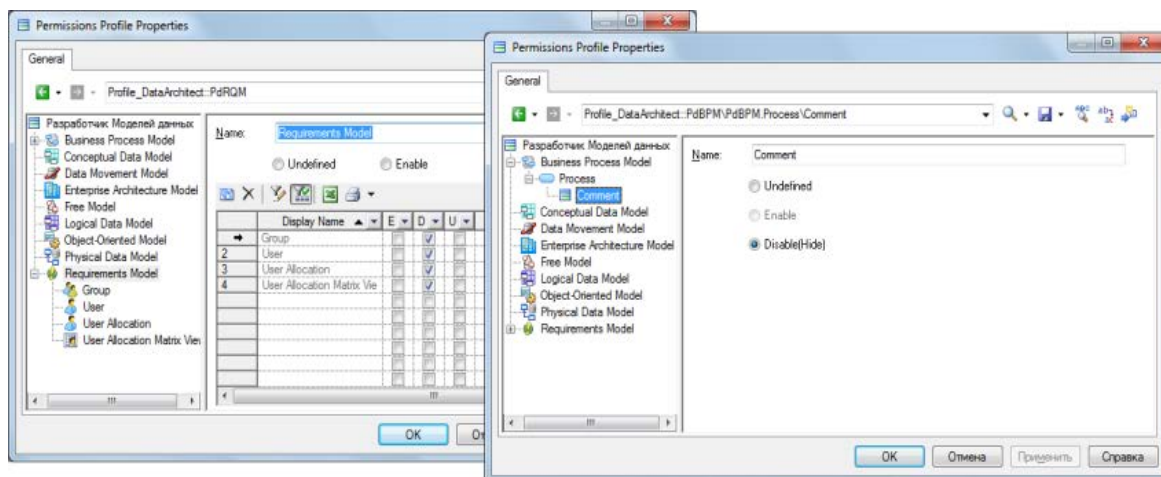 Permissions Profile Properties
General
Profile_DataArchitect::PdRQM
Разработчик Моделей данных
Business Process Model
Conceptual Data Model
Data Movement Model
Enterprise Architecture Model
Free Model
Logical Data Model
Object-Oriented Model
Physical Data Model
Requirements Model
Group
User
User Allocation
User Allocation Matrix Viev
Name: Requirements Model
Undefined Enable
Display Name E D U
Group
2 User
3 User Allocation
4 User Allocation Matrix Vie
OK От
Permissions Profile Properties
General
Profile_DataArchitect::PdBPM\PdBPM.Process\Comment
Разработчик Моделей данных
Business Process Model
Process
Comment
Conceptual Data Model
Data Movement Model
Enterprise Architecture Model
Free Model
Logical Data Model
Object-Oriented Model
Physical Data Model
Requirements Model
Name: Comment
Undefined
Enable
Disable(Hide)
OK Отмена Применить Справка